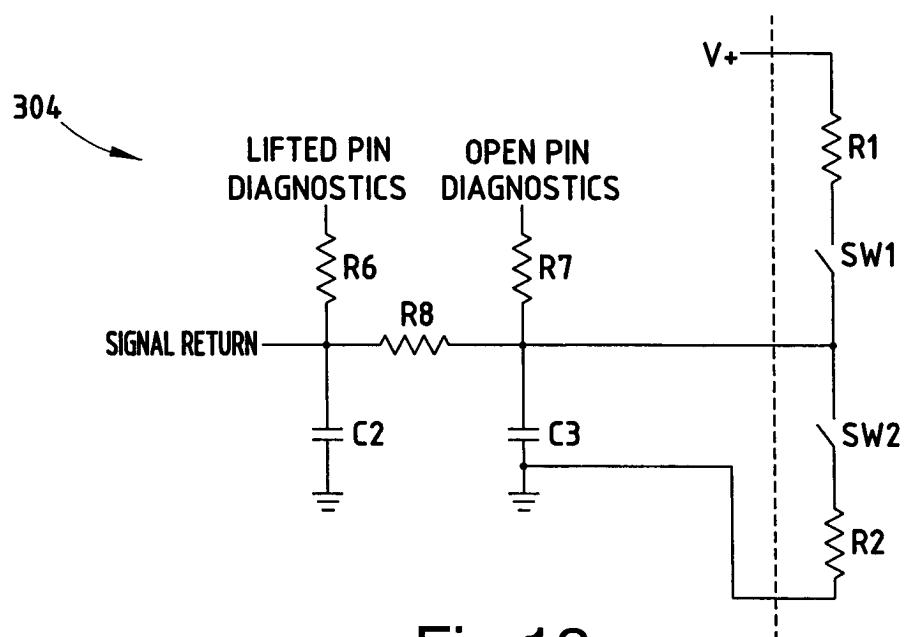 V+
304
R1
LIFTED PIN
DIAGNOSTICS
OPEN PIN
DIAGNOSTICS
R6
R7
SW1
R8
SIGNAL RETURN
C2
C3
SW2
R2